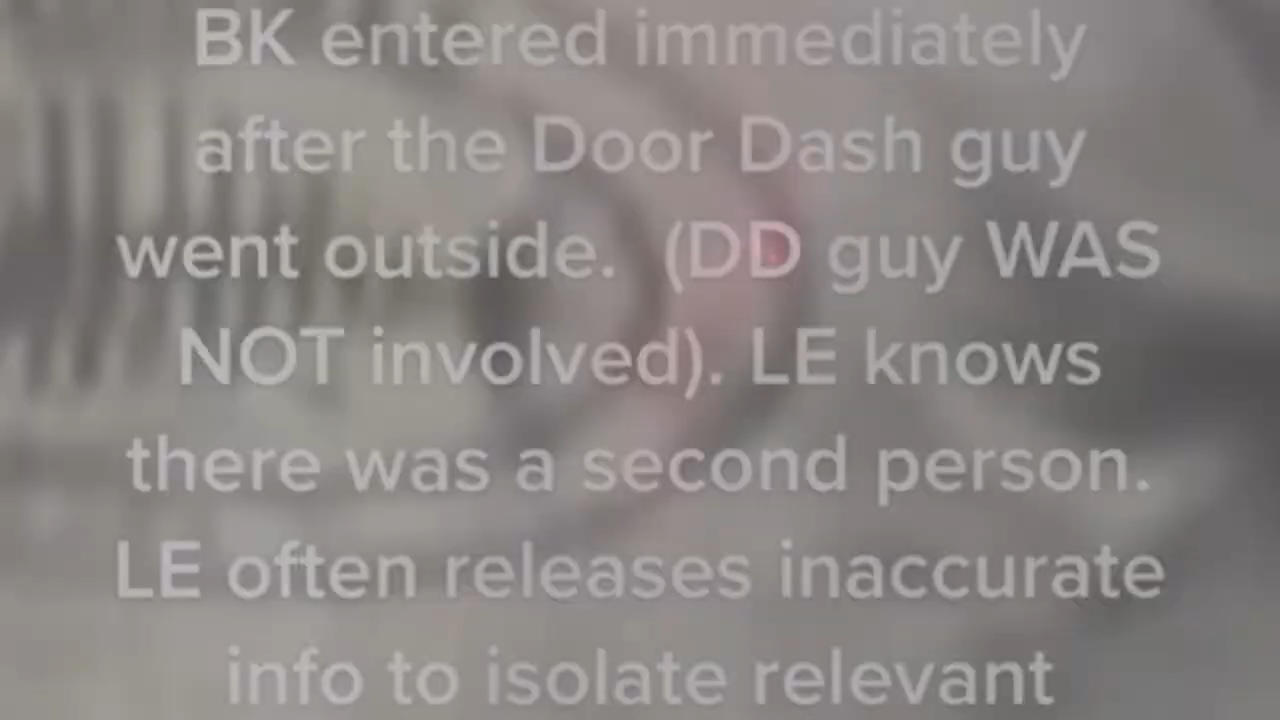 BK entered immediately
after the Door Dash guy
went outside. (DD guy WAS
NOT involved). LE knows
there was a second person.
LE often releases inaccurate
info to isolate relevant